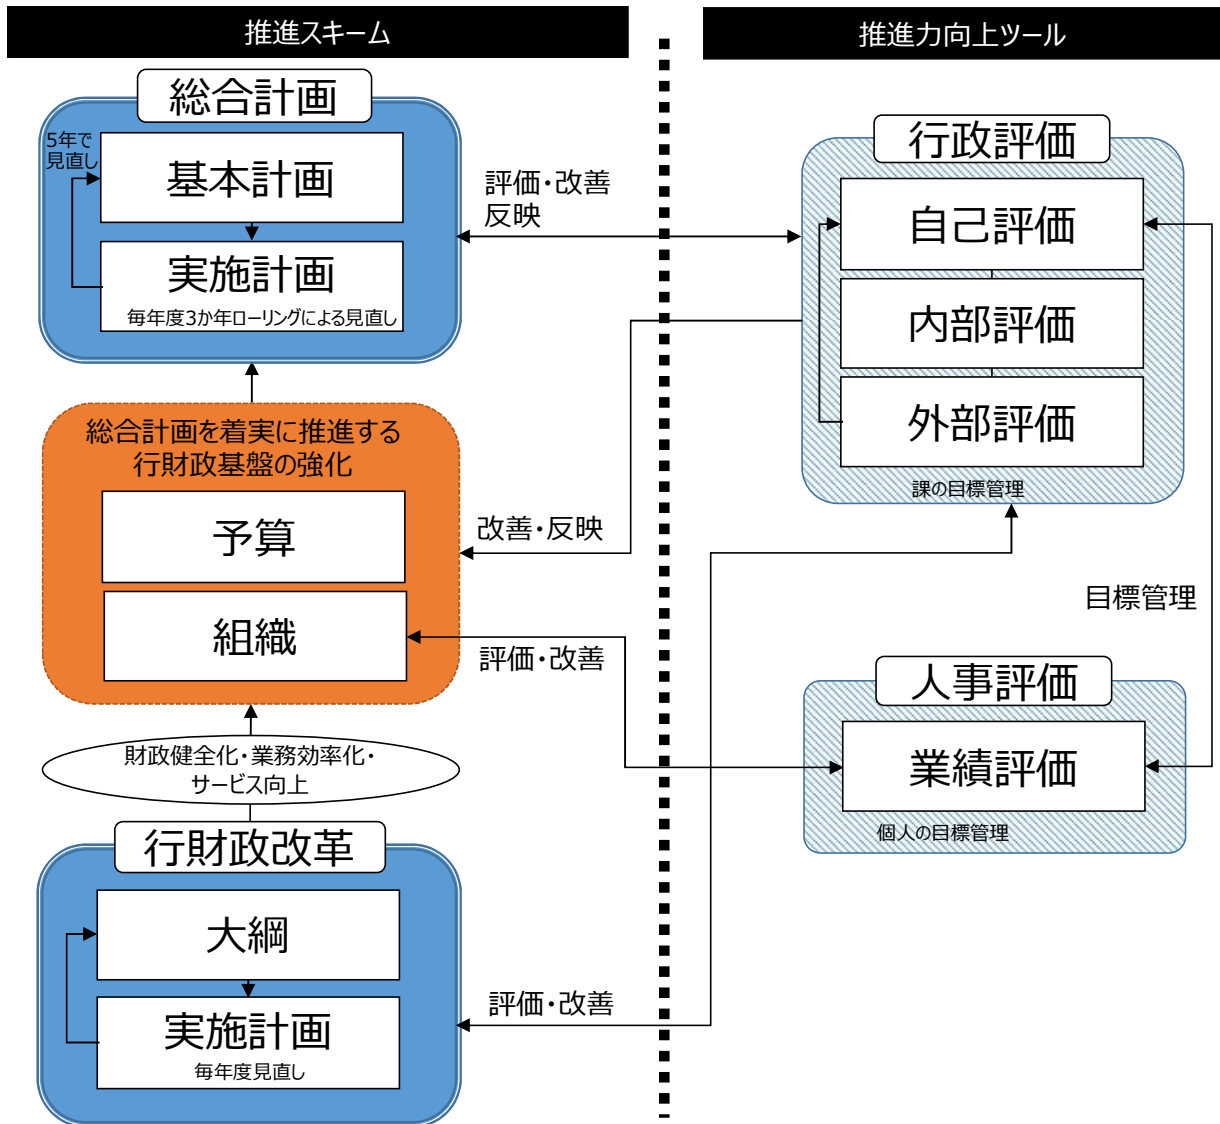 推進スキーム
総合計画
5年で
見直し
基本計画
実施計画
毎年度3か年ローリングによる見直し
総合計画を着実に推進する
行財政基盤の強化
予算
組織
財政健全化・業務効率化・
サービス向上
行財政改革
大綱
実施計画
毎年度見直し
評価・改善
反映
改善・反映
評価・改善
評価・改善
推進力向上ツール
行政評価
自己評価
内部評価
外部評価
課の目標管理
目標管理
人事評価
業績評価
個人の目標管理